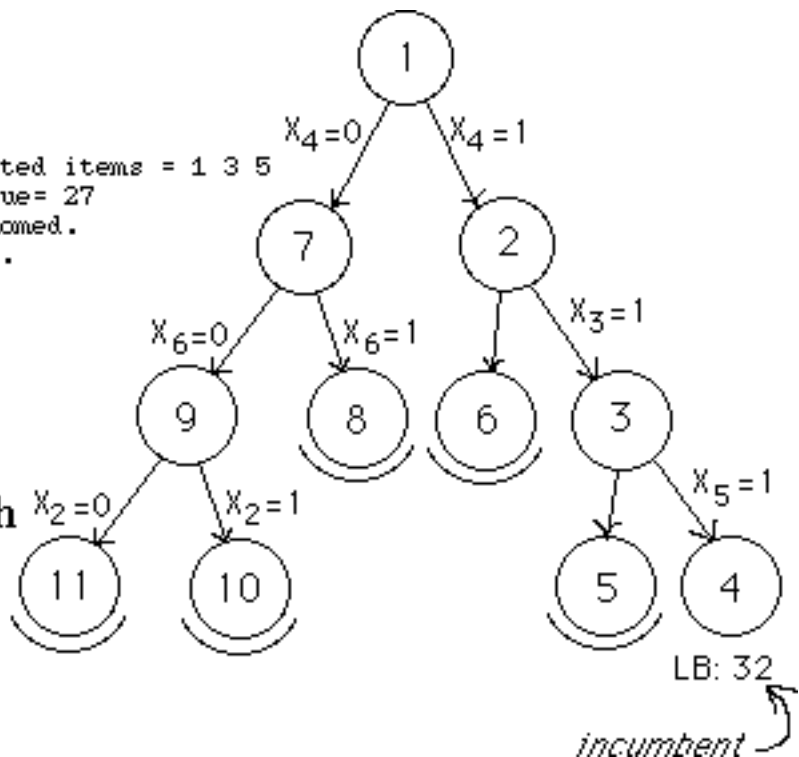 1
X4=0 X4=1
ted items = 1 3 5
ue= 27
omed.
.
7 2
X6=0 X6=1 X3=1
9 8 6 3
h X2=0 X2=1 X5=1
11 10 5 4
LB: 32
incumbent